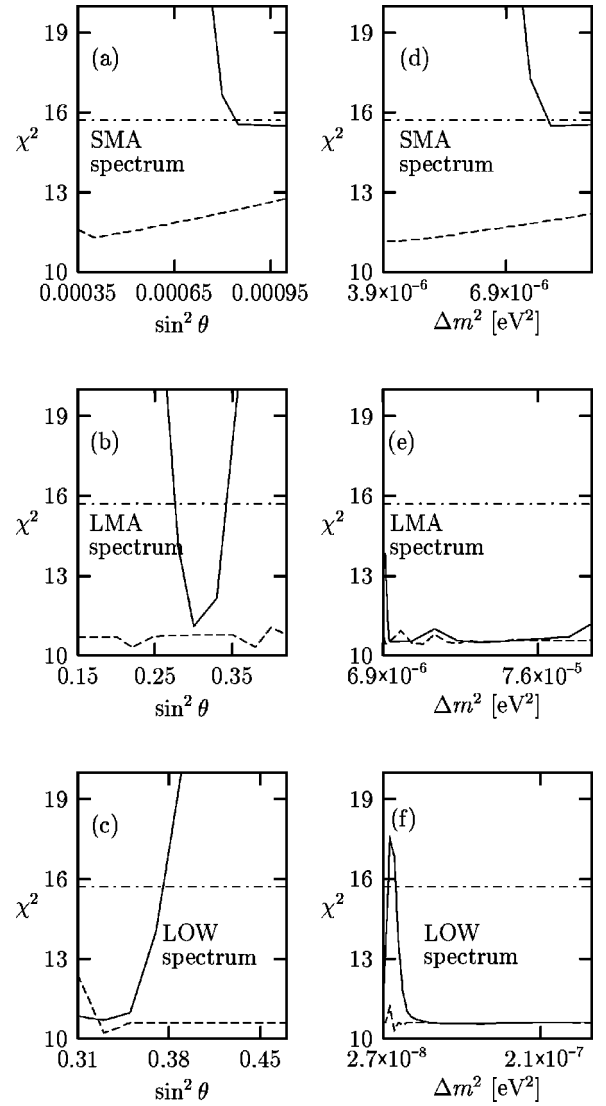 19
(a)
16
χ²
SMA
spectrum
13
10
0.00035 0.00065 0.00095
sin² θ
19
(d)
16
χ²
SMA
spectrum
13
10
3.9×10⁻⁶ 6.9×10⁻⁶
Δm² [eV²]
19
(b)
16
χ²
LMA
spectrum
13
10
0.15 0.25 0.35
sin² θ
19
(e)
16
χ²
LMA
spectrum
13
10
6.9×10⁻⁶ 7.6×10⁻⁵
Δm² [eV²]
19
(c)
16
χ²
LOW
spectrum
13
10
0.31 0.38 0.45
sin² θ
19
(f)
16
χ²
LOW
spectrum
13
10
2.7×10⁻⁸ 2.1×10⁻⁷
Δm² [eV²]